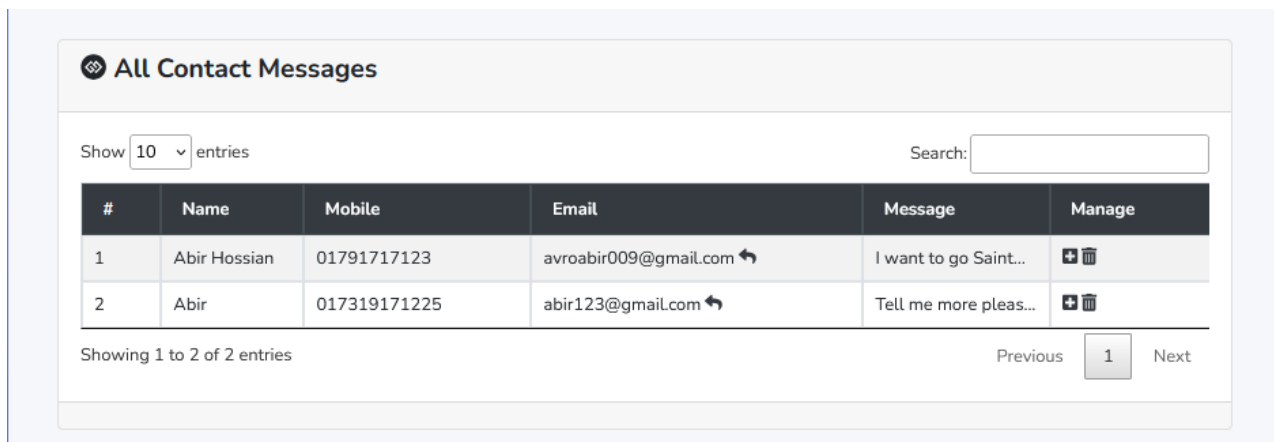 All Contact Messages
Show 10 entries Search:
# Name Mobile Email Message Manage
1 Abir Hossian 01791717123 avroabir009@gmail.com I want to go Saint...
2 Abir 017319171225 abir123@gmail.com Tell me more pleas...
Showing 1 to 2 of 2 entries Previous 1 Next